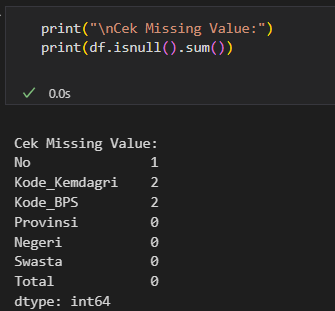 print("\nCek Missing Value:")
print(df.isnull().sum())
0.0s
Cek Missing Value:
No 1
Kode_Kemdagri 2
Kode_BPS 2
Provinsi 0
Negeri 0
Swasta 0
Total 0
dtype: int64